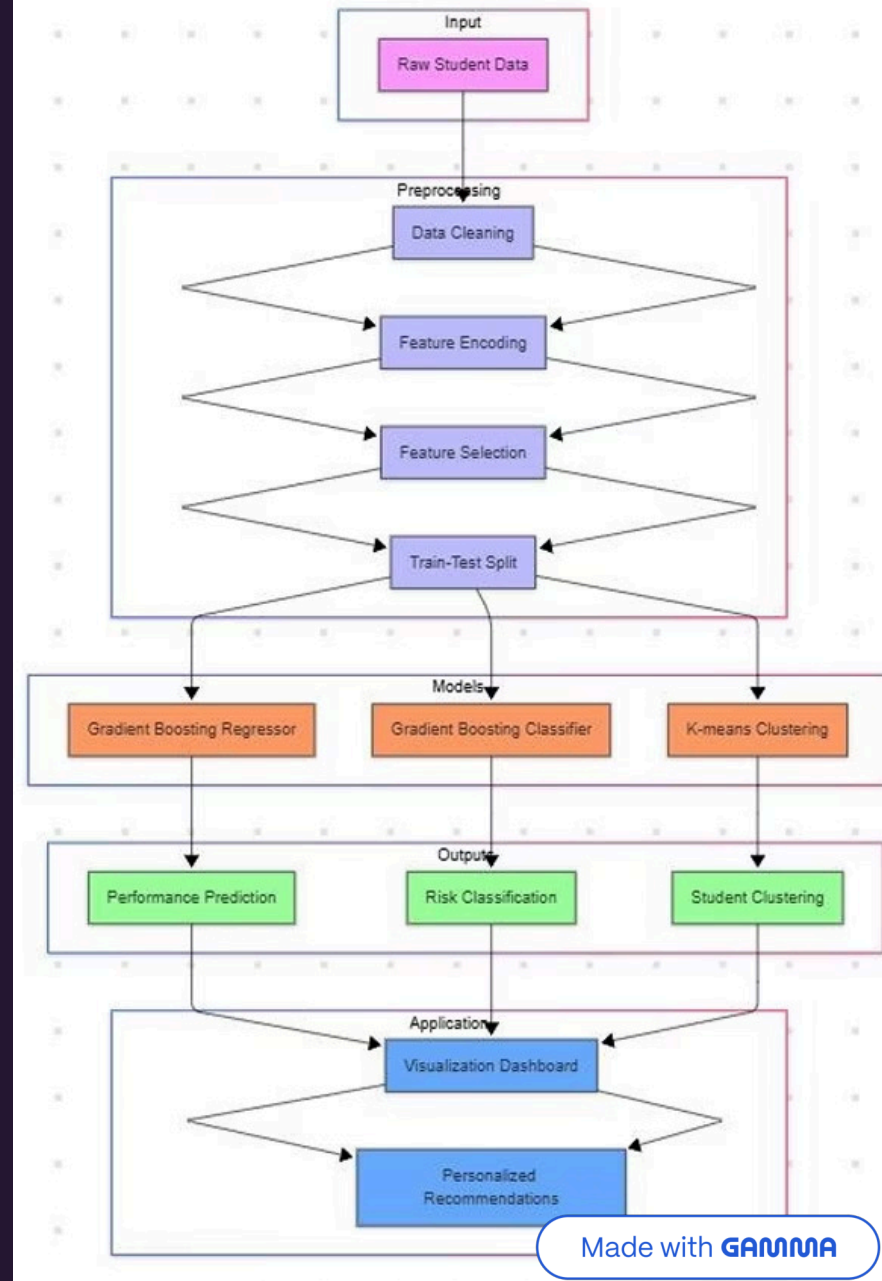 Input
Raw Student Data
Preprocessing
Data Cleaning
Feature Encoding
Feature Selection
Train-Test Split
Models
Gradient Boosting Regressor
Gradient Boosting Classifier
K-means Clustering
Outputs
Performance Prediction
Risk Classification
Student Clustering
Application
Visualization Dashboard
Personalized
Recommendations
Made with GAMMA